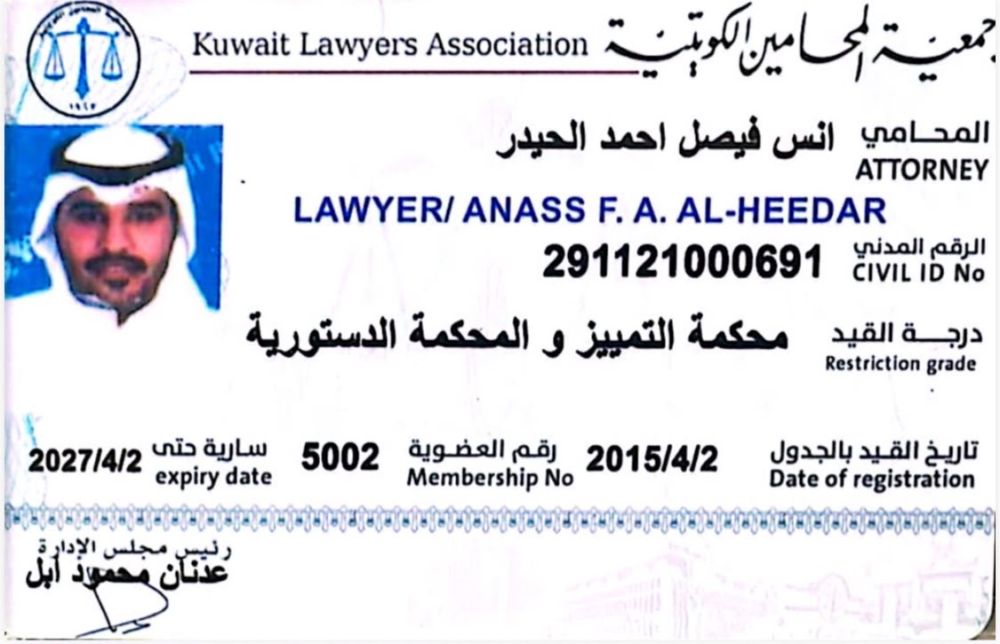 Kuwait Lawyers Association جمعية المحامين الكويتية
١٩٦٣
المحامي انس فيصل احمد الحيدر
ATTORNEY
LAWYER/ ANASS F. A. AL-HEEDAR
الرقم المدني 291121000691
CIVIL ID No
درجة القيد محكمة التمييز و المحكمة الدستورية
Restriction grade
تاريخ القيد بالجدول 2015/4/2 رقم العضوية 5002 سارية حتى 2027/4/2
Date of registration Membership No expiry date
رئيس مجلس الإدارة
عدنان محمود أبل